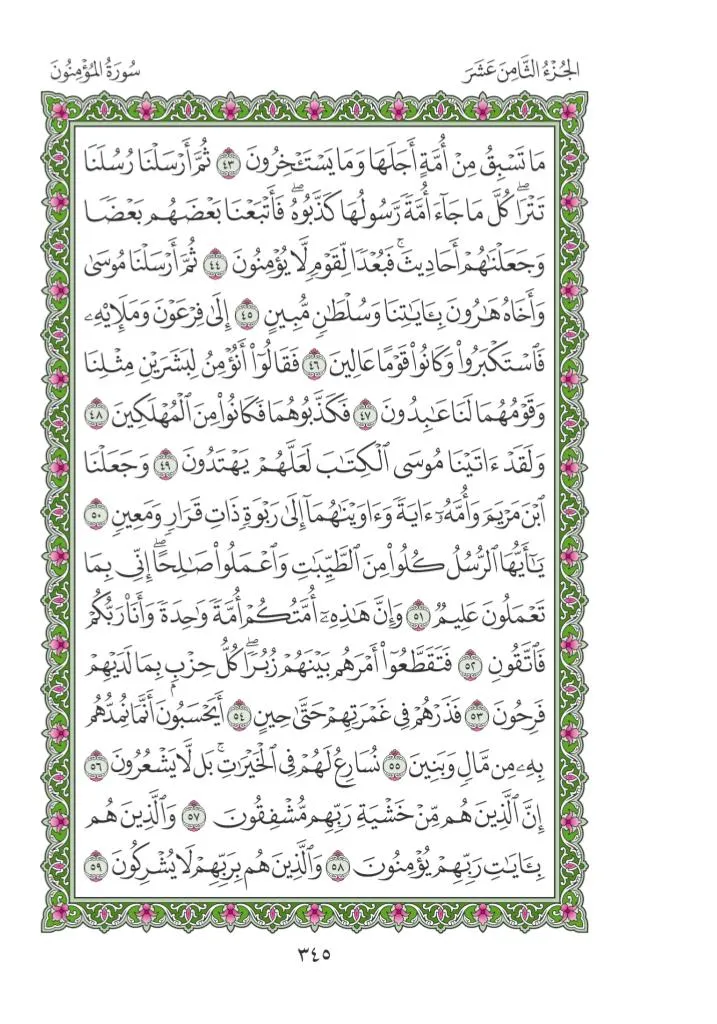 الجُزْءُ الثَّامِنَ عَشَرَ
سُورَةُ المُؤْمِنُونَ
مَا تَسْبِقُ مِنْ أُمَّةٍ أَجَلَهَا وَمَا يَسْتَـْٔخِرُونَ ٤٣ ثُمَّ أَرْسَلْنَا رُسُلَنَا
تَتْرَاۖ كُلَّ مَا جَآءَ أُمَّةً رَّسُولُهَا كَذَّبُوهُۖ فَأَتْبَعْنَا بَعْضَهُم بَعْضًا
وَجَعَلْنَٰهُمْ أَحَادِيثَۚ فَبُعْدًا لِّقَوْمٍ لَّا يُؤْمِنُونَ ٤٤ ثُمَّ أَرْسَلْنَا مُوسَىٰ
وَأَخَاهُ هَٰرُونَ بِـَٔايَٰتِنَا وَسُلْطَٰنٍ مُّبِينٍ ٤٥ إِلَىٰ فِرْعَوْنَ وَمَلَإِي۟هِۦ
فَٱسْتَكْبَرُوا۟ وَكَانُوا۟ قَوْمًا عَالِينَ ٤٦ فَقَالُوٓا۟ أَنُؤْمِنُ لِبَشَرَيْنِ مِثْلِنَا
وَقَوْمُهُمَا لَنَا عَٰبِدُونَ ٤٧ فَكَذَّبُوهُمَا فَكَانُوا۟ مِنَ ٱلْمُهْلَكِينَ ٤٨
وَلَقَدْ ءَاتَيْنَا مُوسَى ٱلْكِتَٰبَ لَعَلَّهُمْ يَهْتَدُونَ ٤٩ وَجَعَلْنَا
ٱبْنَ مَرْيَمَ وَأُمَّهُۥٓ ءَايَةً وَءَاوَيْنَٰهُمَآ إِلَىٰ رَبْوَةٍ ذَاتِ قَرَارٍ وَمَعِينٍ ٥٠
يَٰٓأَيُّهَا ٱلرُّسُلُ كُلُوا۟ مِنَ ٱلطَّيِّبَٰتِ وَٱعْمَلُوا۟ صَٰلِحًاۖ إِنِّى بِمَا
تَعْمَلُونَ عَلِيمٌ ٥١ وَإِنَّ هَٰذِهِۦٓ أُمَّتُكُمْ أُمَّةً وَٰحِدَةً وَأَنَا۠ رَبُّكُمْ
فَٱتَّقُونِ ٥٢ فَتَقَطَّعُوٓا۟ أَمْرَهُم بَيْنَهُمْ زُبُرًاۖ كُلُّ حِزْبٍۭ بِمَا لَدَيْهِمْ
فَرِحُونَ ٥٣ فَذَرْهُمْ فِى غَمْرَتِهِمْ حَتَّىٰ حِينٍ ٥٤ أَيَحْسَبُونَ أَنَّمَا نُمِدُّهُم
بِهِۦ مِن مَّالٍ وَبَنِينَ ٥٥ نُسَارِعُ لَهُمْ فِى ٱلْخَيْرَٰتِۚ بَل لَّا يَشْعُرُونَ ٥٦
إِنَّ ٱلَّذِينَ هُم مِّنْ خَشْيَةِ رَبِّهِم مُّشْفِقُونَ ٥٧ وَٱلَّذِينَ هُم
بِـَٔايَٰتِ رَبِّهِمْ يُؤْمِنُونَ ٥٨ وَٱلَّذِينَ هُم بِرَبِّهِمْ لَا يُشْرِكُونَ ٥٩
٣٤٥